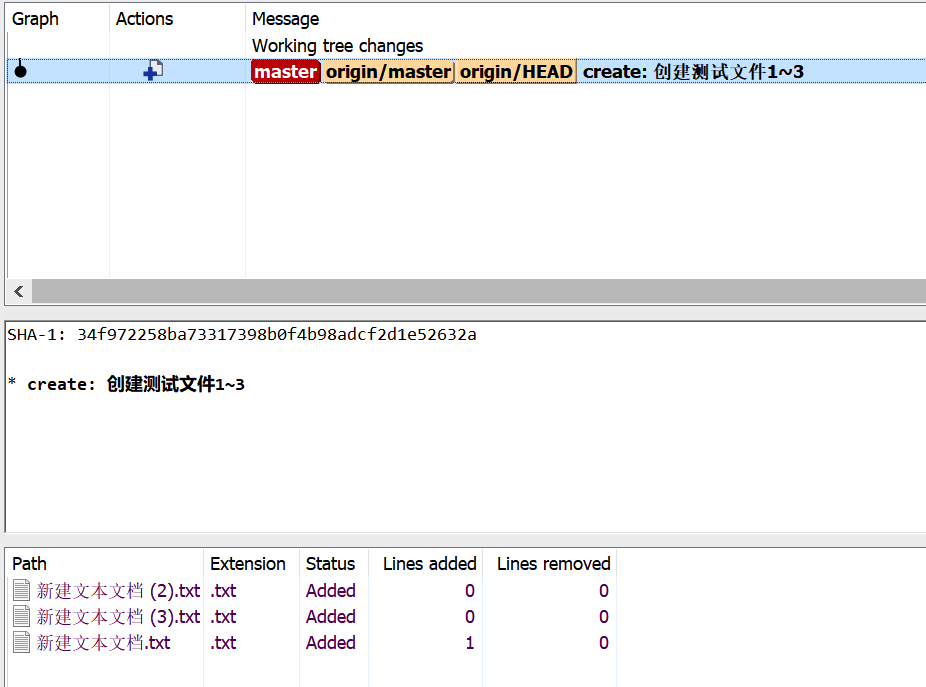 Graph Actions Message
Working tree changes
master origin/master origin/HEAD create: 创建测试文件1~3
SHA-1: 34f972258ba73317398b0f4b98adcf2d1e52632a
* create: 创建测试文件1~3
Path Extension Status Lines added Lines removed
新建文本文档 (2).txt .txt Added 0 0
新建文本文档 (3).txt .txt Added 0 0
新建文本文档.txt .txt Added 1 0